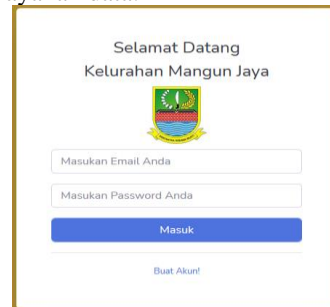 Selamat Datang
Kelurahan Mangun Jaya
Masukan Email Anda
Masukan Password Anda
Masuk
Buat Akun!